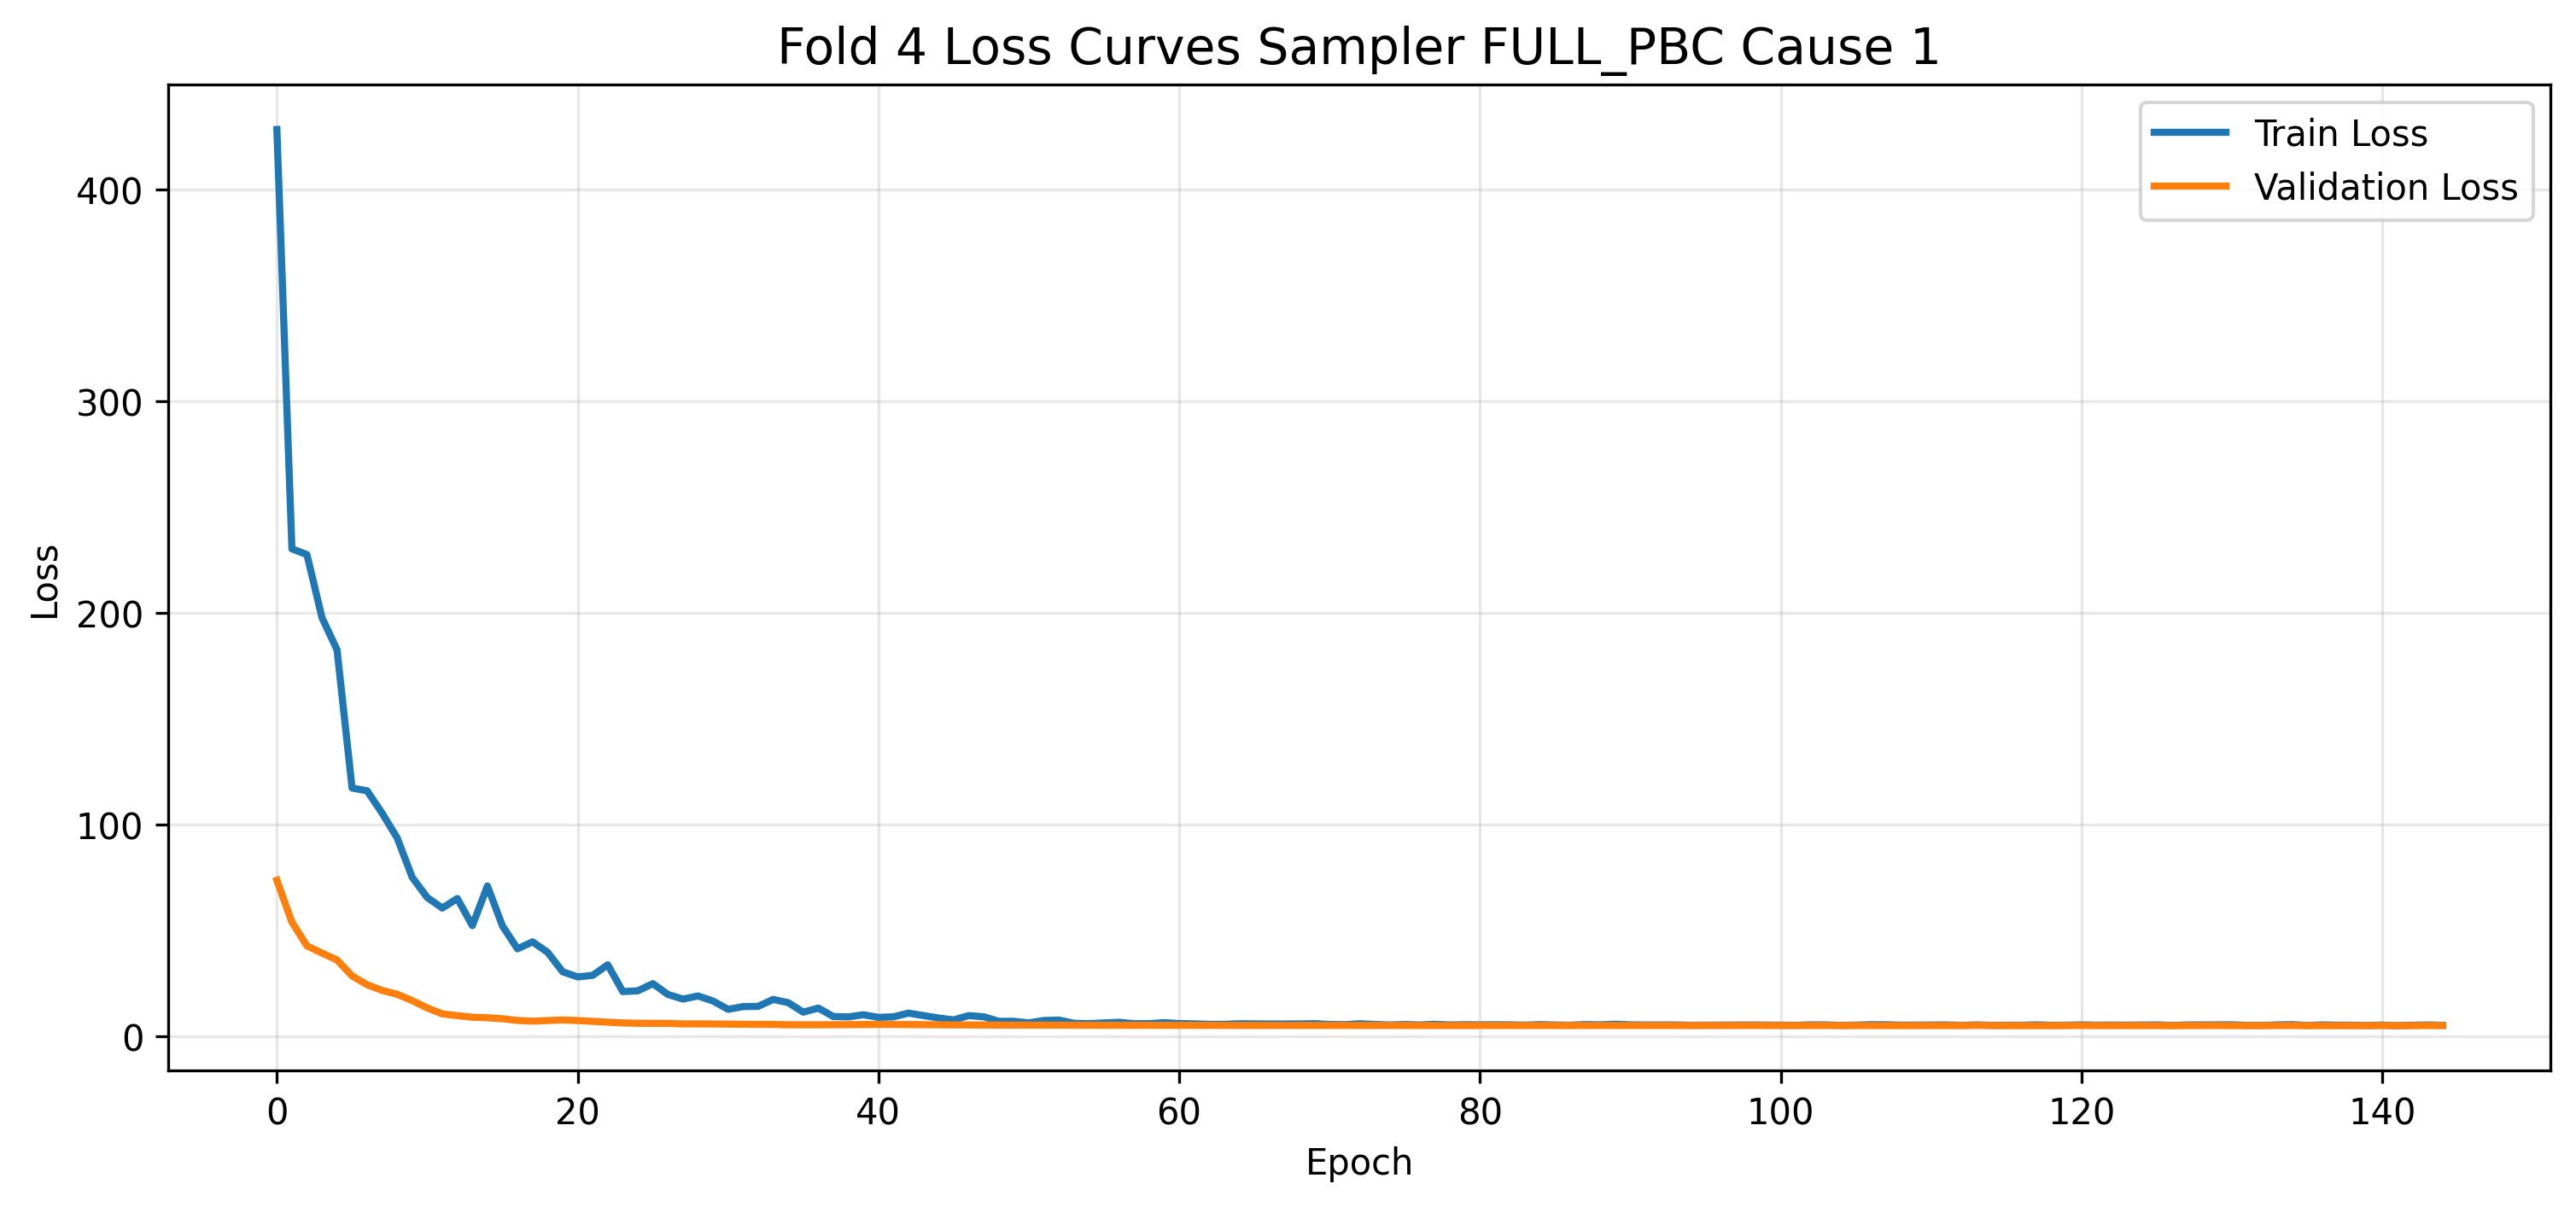 Fold 4 Loss Curves Sampler FULL_PBC Cause 1
Train Loss
Validation Loss
Loss
400
300
200
100
0
0 20 40 60 80 100 120 140
Epoch